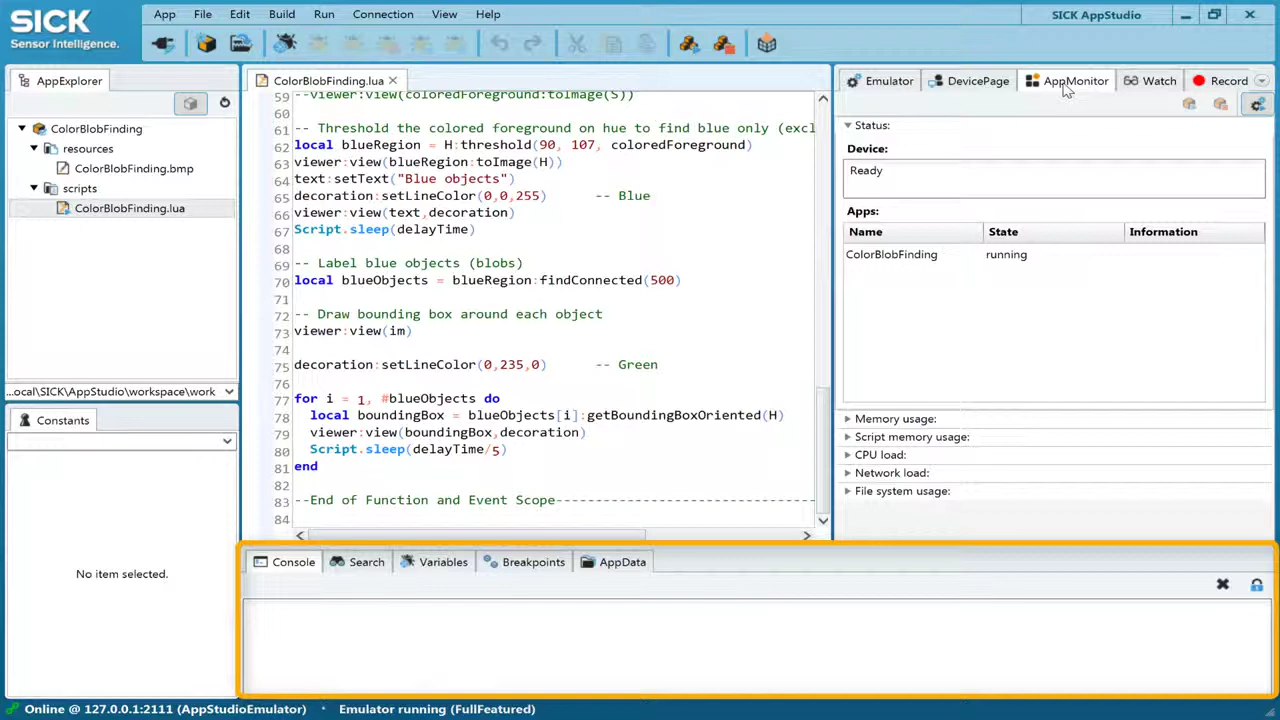 SICK
Sensor Intelligence.
App File Edit Build Run Connection View Help
SICK AppStudio
AppExplorer
ColorBlobFinding
resources
ColorBlobFinding.bmp
scripts
ColorBlobFinding.lua
...ocal\SICK\AppStudio\workspace\work
Constants
No item selected.
ColorBlobFinding.lua
59 --viewer:view(coloredForeground:toImage(S))
60
61 -- Threshold the colored foreground on hue to find blue only (excl
62 local blueRegion = H:threshold(90, 107, coloredForeground)
63 viewer:view(blueRegion:toImage(H))
64 text:setText("Blue objects")
65 decoration:setLineColor(0,0,255) -- Blue
66 viewer:view(text,decoration)
67 Script.sleep(delayTime)
68
69 -- Label blue objects (blobs)
70 local blueObjects = blueRegion:findConnected(500)
71
72 -- Draw bounding box around each object
73 viewer:view(im)
74
75 decoration:setLineColor(0,235,0) -- Green
76
77 for i = 1, #blueObjects do
78 local boundingBox = blueObjects[i]:getBoundingBoxOriented(H)
79 viewer:view(boundingBox,decoration)
80 Script.sleep(delayTime/5)
81 end
82
83 --End of Function and Event Scope---------------------------------
84
Emulator DevicePage AppMonitor Watch Record
Status:
Device:
Ready
Apps:
Name State Information
ColorBlobFinding running
Memory usage:
Script memory usage:
CPU load:
Network load:
File system usage:
Console Search Variables Breakpoints AppData
Online @ 127.0.0.1:2111 (AppStudioEmulator) • Emulator running (FullFeatured)